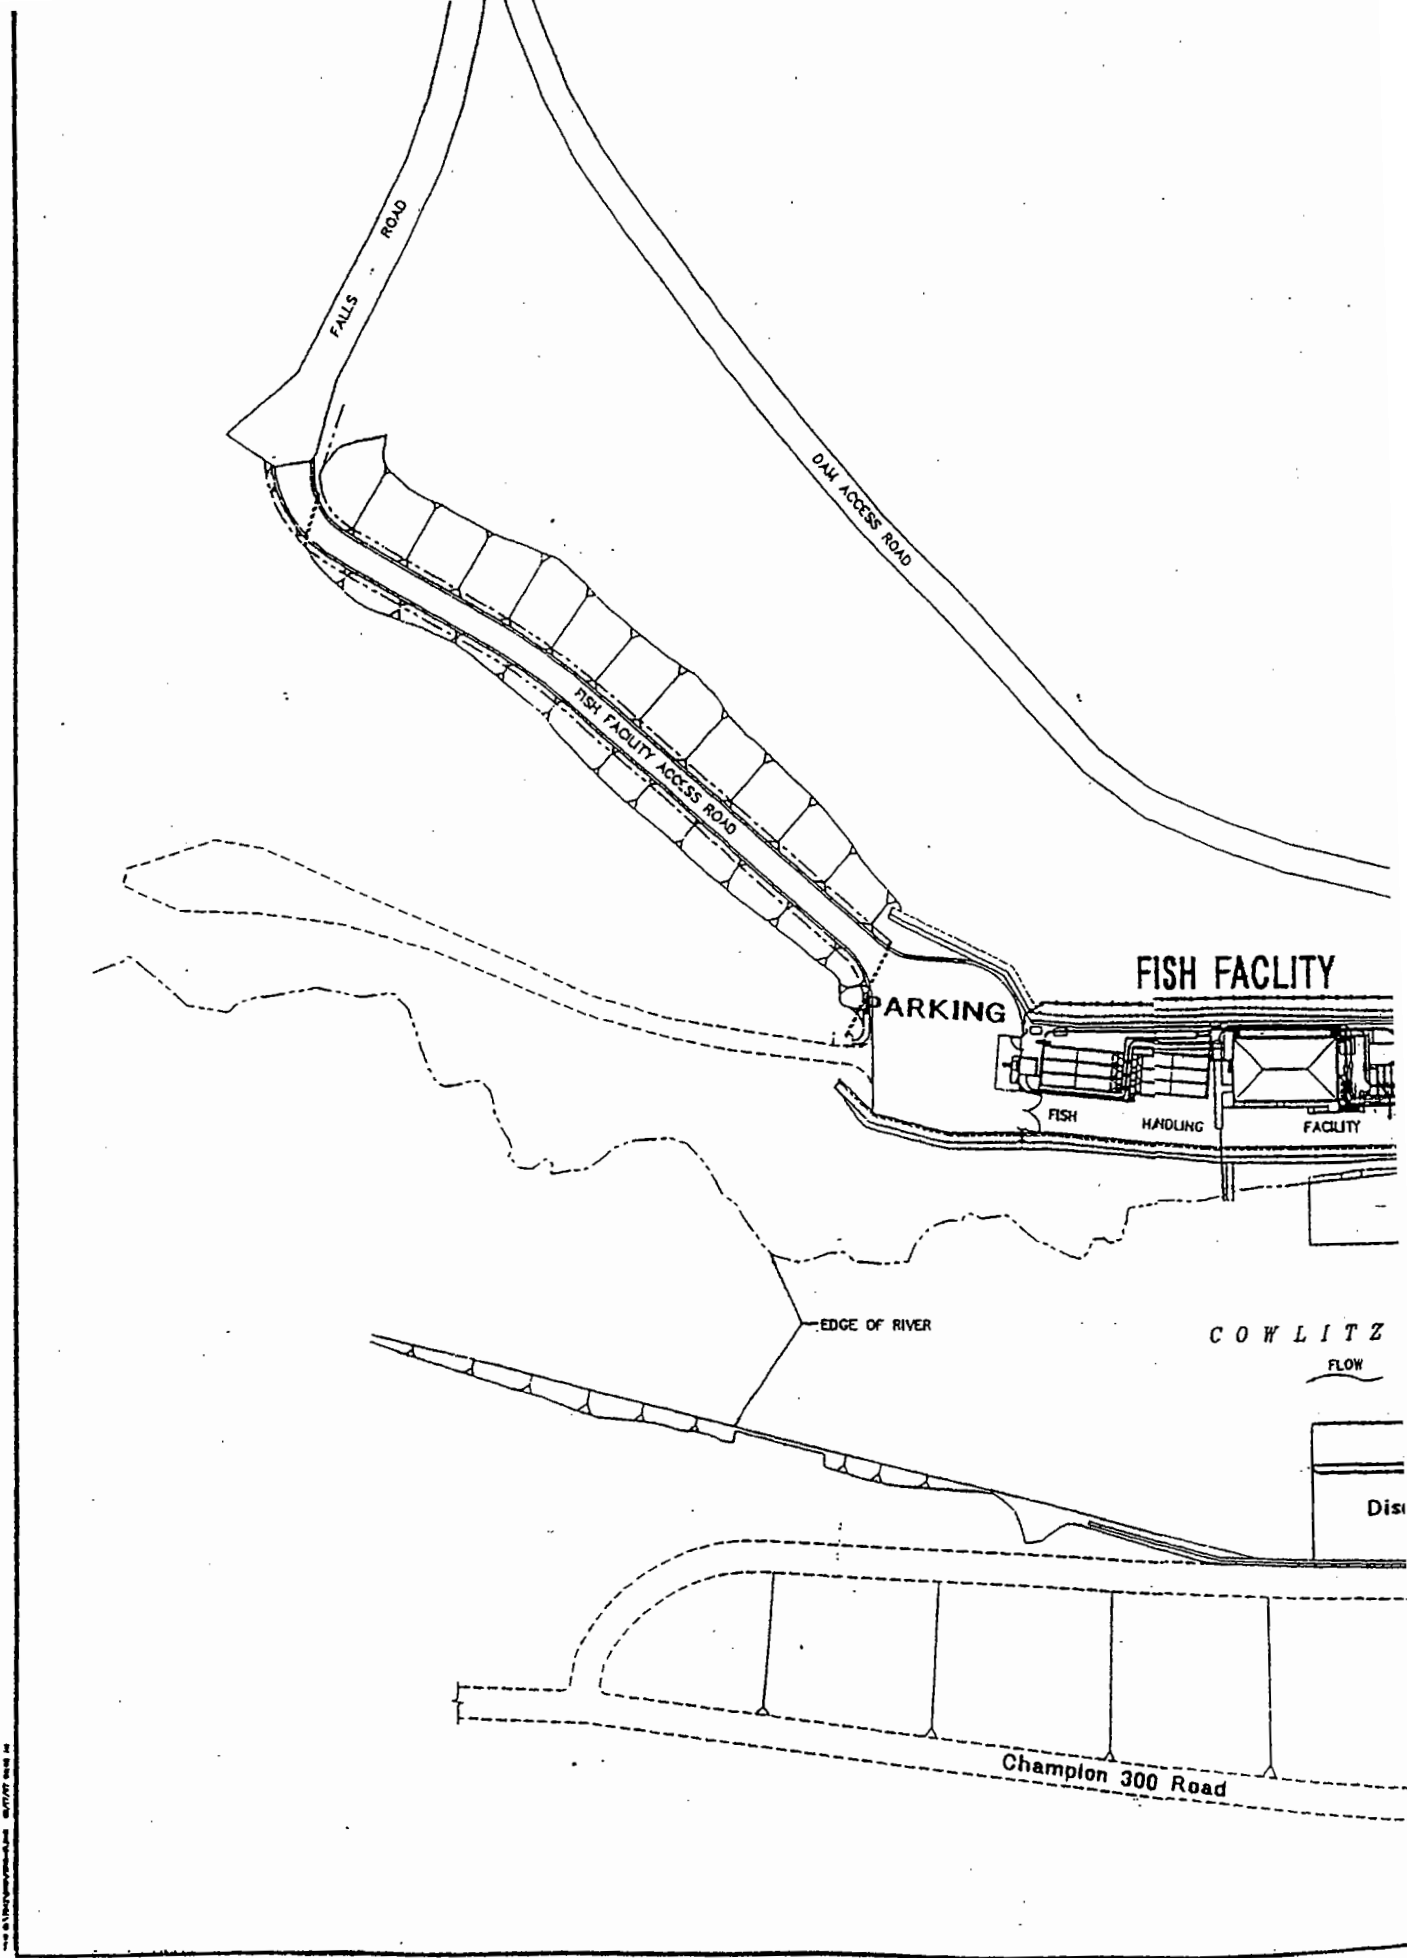 FALLS ROAD
DAM ACCESS ROAD
FISH FACILITY ACCESS ROAD
FISH FACLITY
PARKING
FISH HANDLING FACILITY
EDGE OF RIVER
COWLITZ
FLOW
Dis
Champion 300 Road